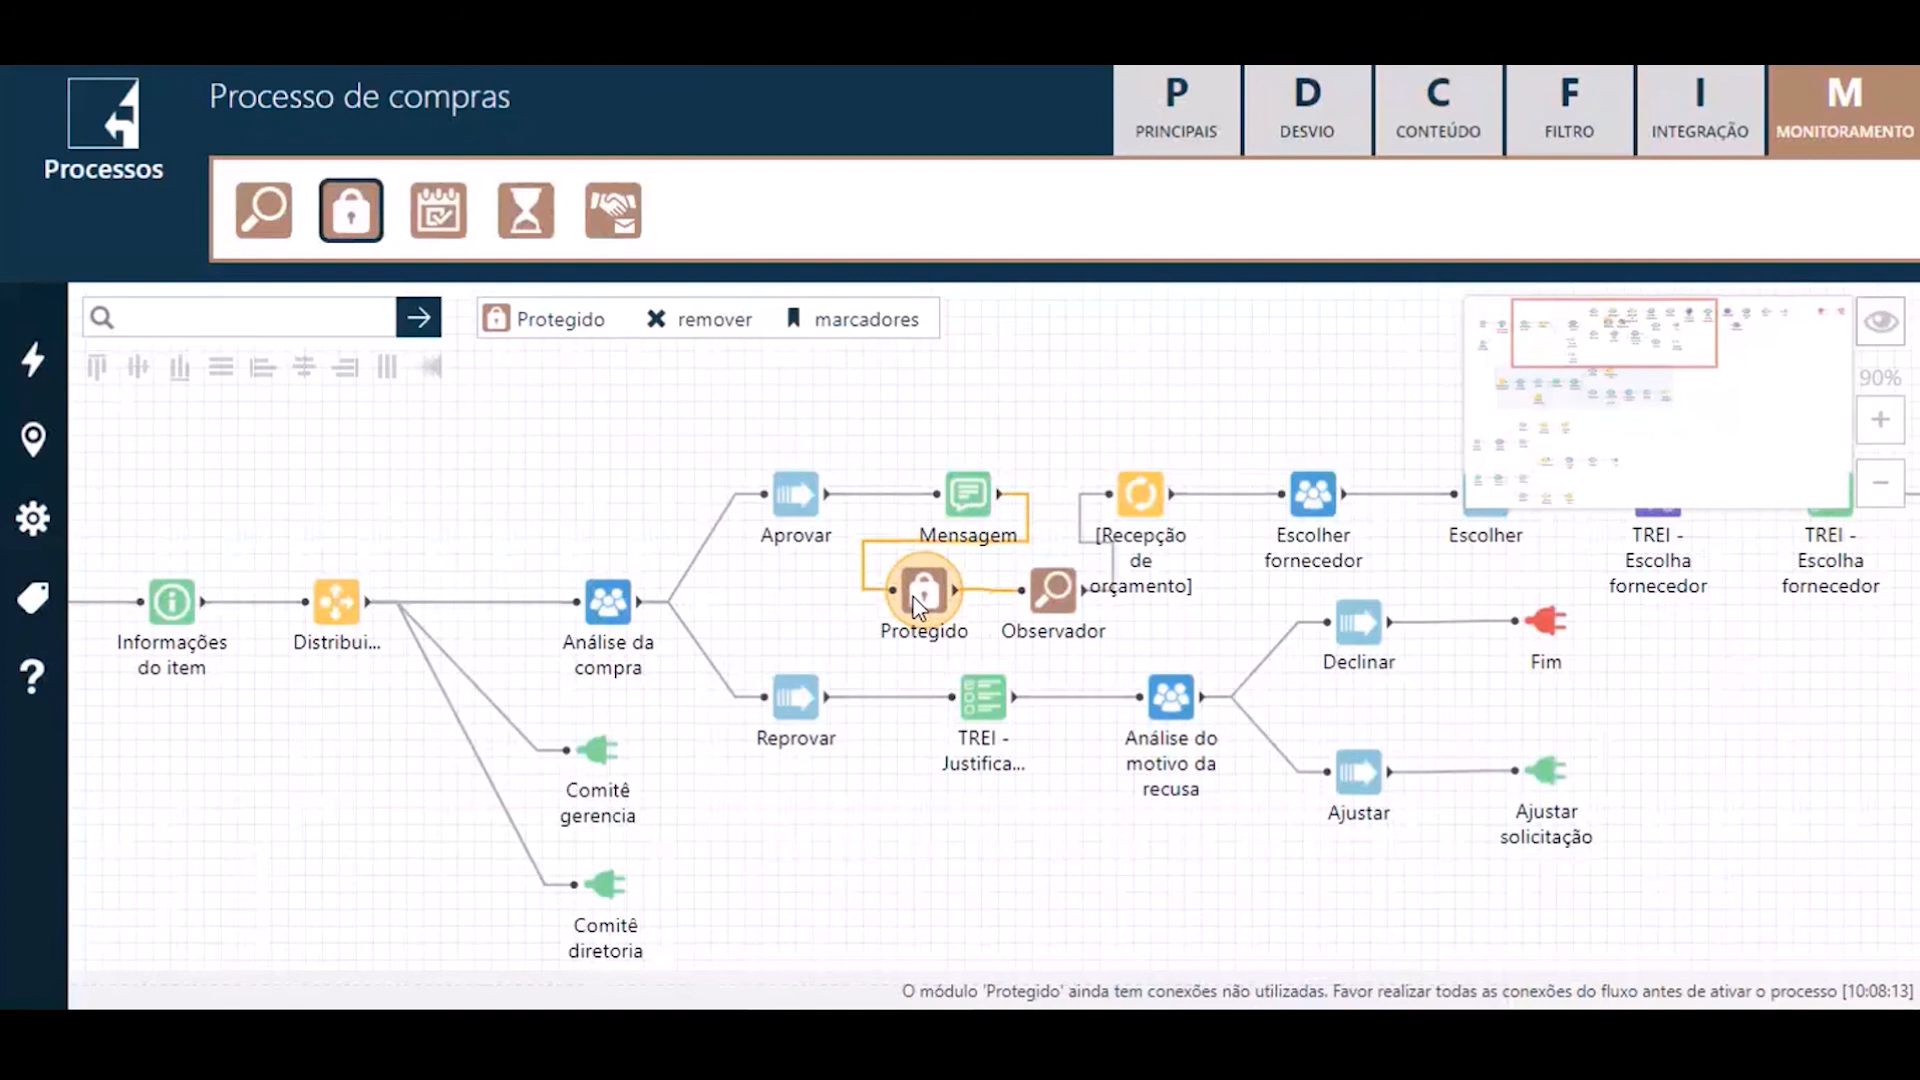 Processo de compras
Processos
P
PRINCIPAIS
D
DESVIO
C
CONTEÚDO
F
FILTRO
I
INTEGRAÇÃO
M
MONITORAMENTO
Protegido
remover
marcadores
90%
Aprovar
Mensagem
[Recepção
de
orçamento]
Escolher
fornecedor
Escolher
TREI -
Escolha
fornecedor
TREI -
Escolha
fornecedor
Informações
do item
Distribui...
Análise da
compra
Protegido
Observador
Declinar
Fim
Reprovar
TREI -
Justifica...
Análise do
motivo da
recusa
Comitê
gerencia
Ajustar
Ajustar
solicitação
Comitê
diretoria
O módulo 'Protegido' ainda tem conexões não utilizadas. Favor realizar todas as conexões do fluxo antes de ativar o processo [10:08:13]